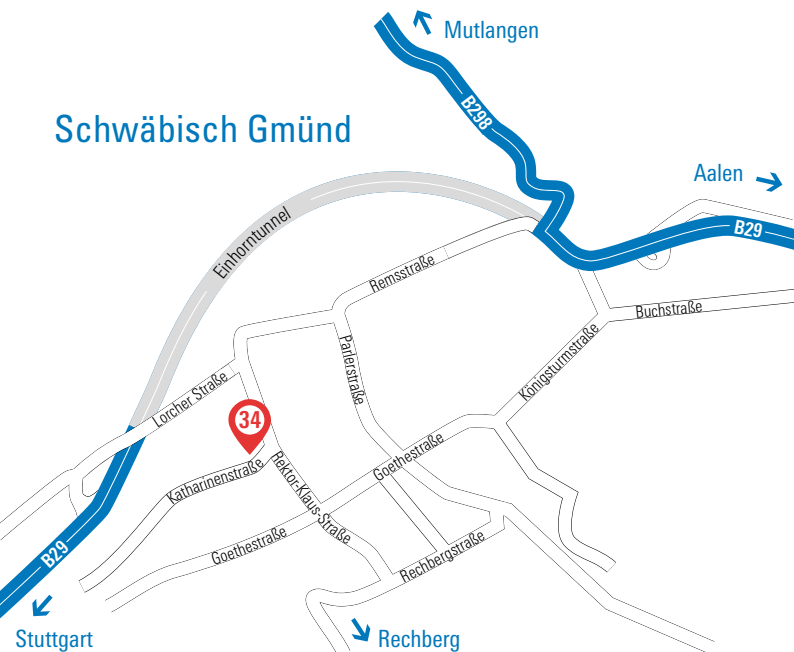 Mutlangen
Schwäbisch Gmünd
B298
Aalen
B29
Einhorntunnel
Remsstraße
Buchstraße
Parlerstraße
Königsturmstraße
Lorcher Straße
34
Goethestraße
Katharinenstraße
Rektor-Klaus-Straße
Goethestraße
Rechbergstraße
B29
Stuttgart
Rechberg